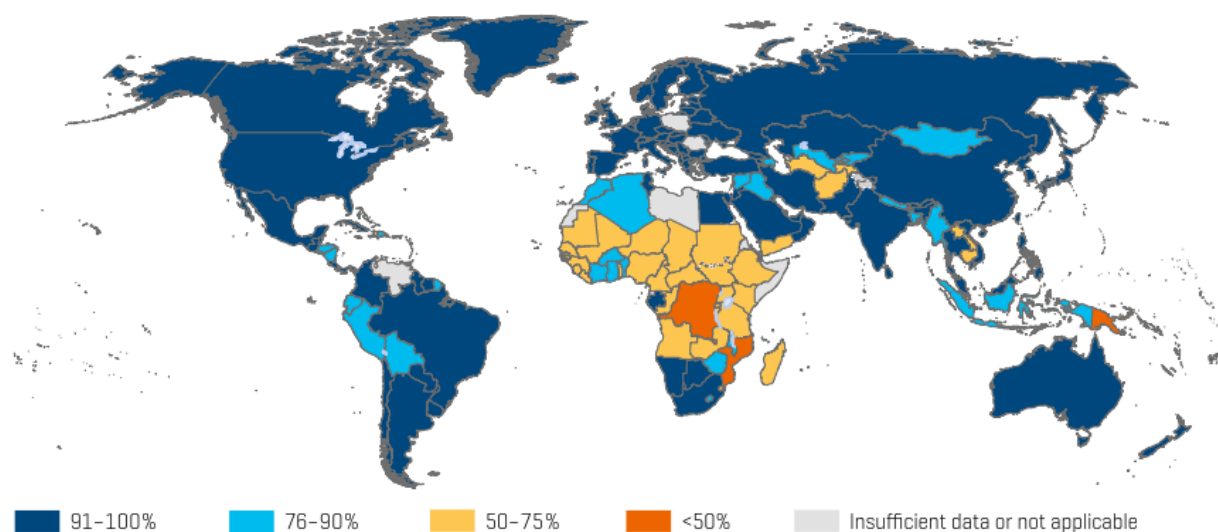 91–100% 76–90% 50–75% <50% Insufficient data or not applicable